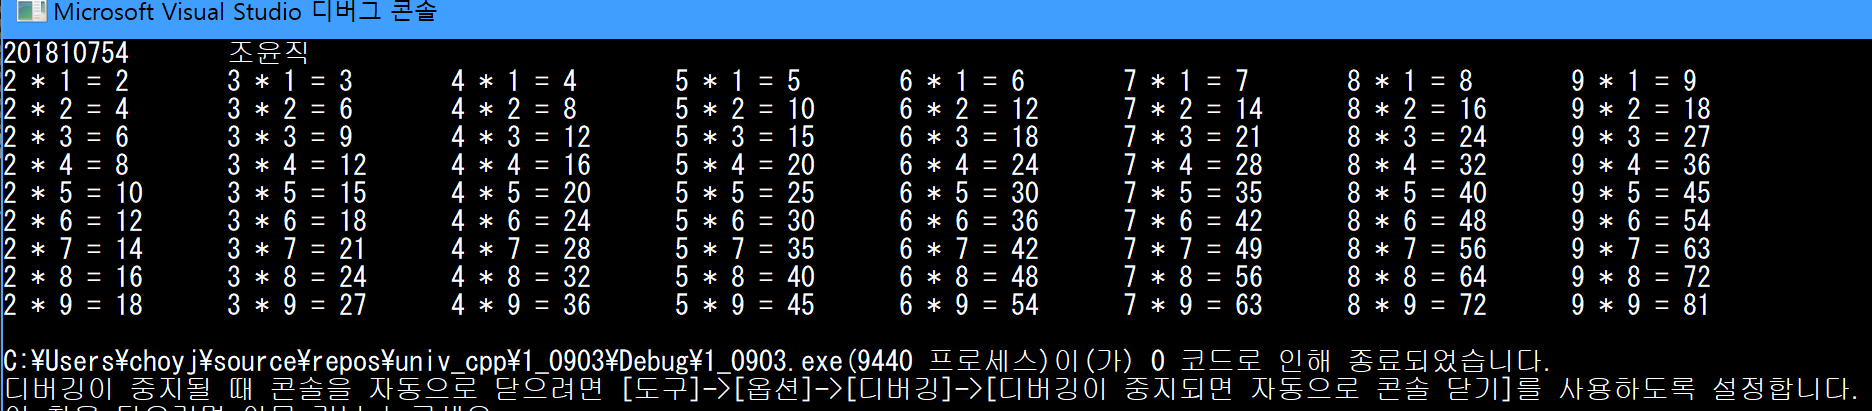 Microsoft Visual Studio 디버그 콘솔
201810754 조윤직
2 * 1 = 2 3 * 1 = 3 4 * 1 = 4 5 * 1 = 5 6 * 1 = 6 7 * 1 = 7 8 * 1 = 8 9 * 1 = 9
2 * 2 = 4 3 * 2 = 6 4 * 2 = 8 5 * 2 = 10 6 * 2 = 12 7 * 2 = 14 8 * 2 = 16 9 * 2 = 18
2 * 3 = 6 3 * 3 = 9 4 * 3 = 12 5 * 3 = 15 6 * 3 = 18 7 * 3 = 21 8 * 3 = 24 9 * 3 = 27
2 * 4 = 8 3 * 4 = 12 4 * 4 = 16 5 * 4 = 20 6 * 4 = 24 7 * 4 = 28 8 * 4 = 32 9 * 4 = 36
2 * 5 = 10 3 * 5 = 15 4 * 5 = 20 5 * 5 = 25 6 * 5 = 30 7 * 5 = 35 8 * 5 = 40 9 * 5 = 45
2 * 6 = 12 3 * 6 = 18 4 * 6 = 24 5 * 6 = 30 6 * 6 = 36 7 * 6 = 42 8 * 6 = 48 9 * 6 = 54
2 * 7 = 14 3 * 7 = 21 4 * 7 = 28 5 * 7 = 35 6 * 7 = 42 7 * 7 = 49 8 * 7 = 56 9 * 7 = 63
2 * 8 = 16 3 * 8 = 24 4 * 8 = 32 5 * 8 = 40 6 * 8 = 48 7 * 8 = 56 8 * 8 = 64 9 * 8 = 72
2 * 9 = 18 3 * 9 = 27 4 * 9 = 36 5 * 9 = 45 6 * 9 = 54 7 * 9 = 63 8 * 9 = 72 9 * 9 = 81
C:¥Users¥choyj¥source¥repos¥univ_cpp¥1_0903¥Debug¥1_0903.exe(9440 프로세스)이(가) 0 코드로 인해 종료되었습니다.
디버깅이 중지될 때 콘솔을 자동으로 닫으려면 [도구]->[옵션]->[디버깅]->[디버깅이 중지되면 자동으로 콘솔 닫기]를 사용하도록 설정합니다.